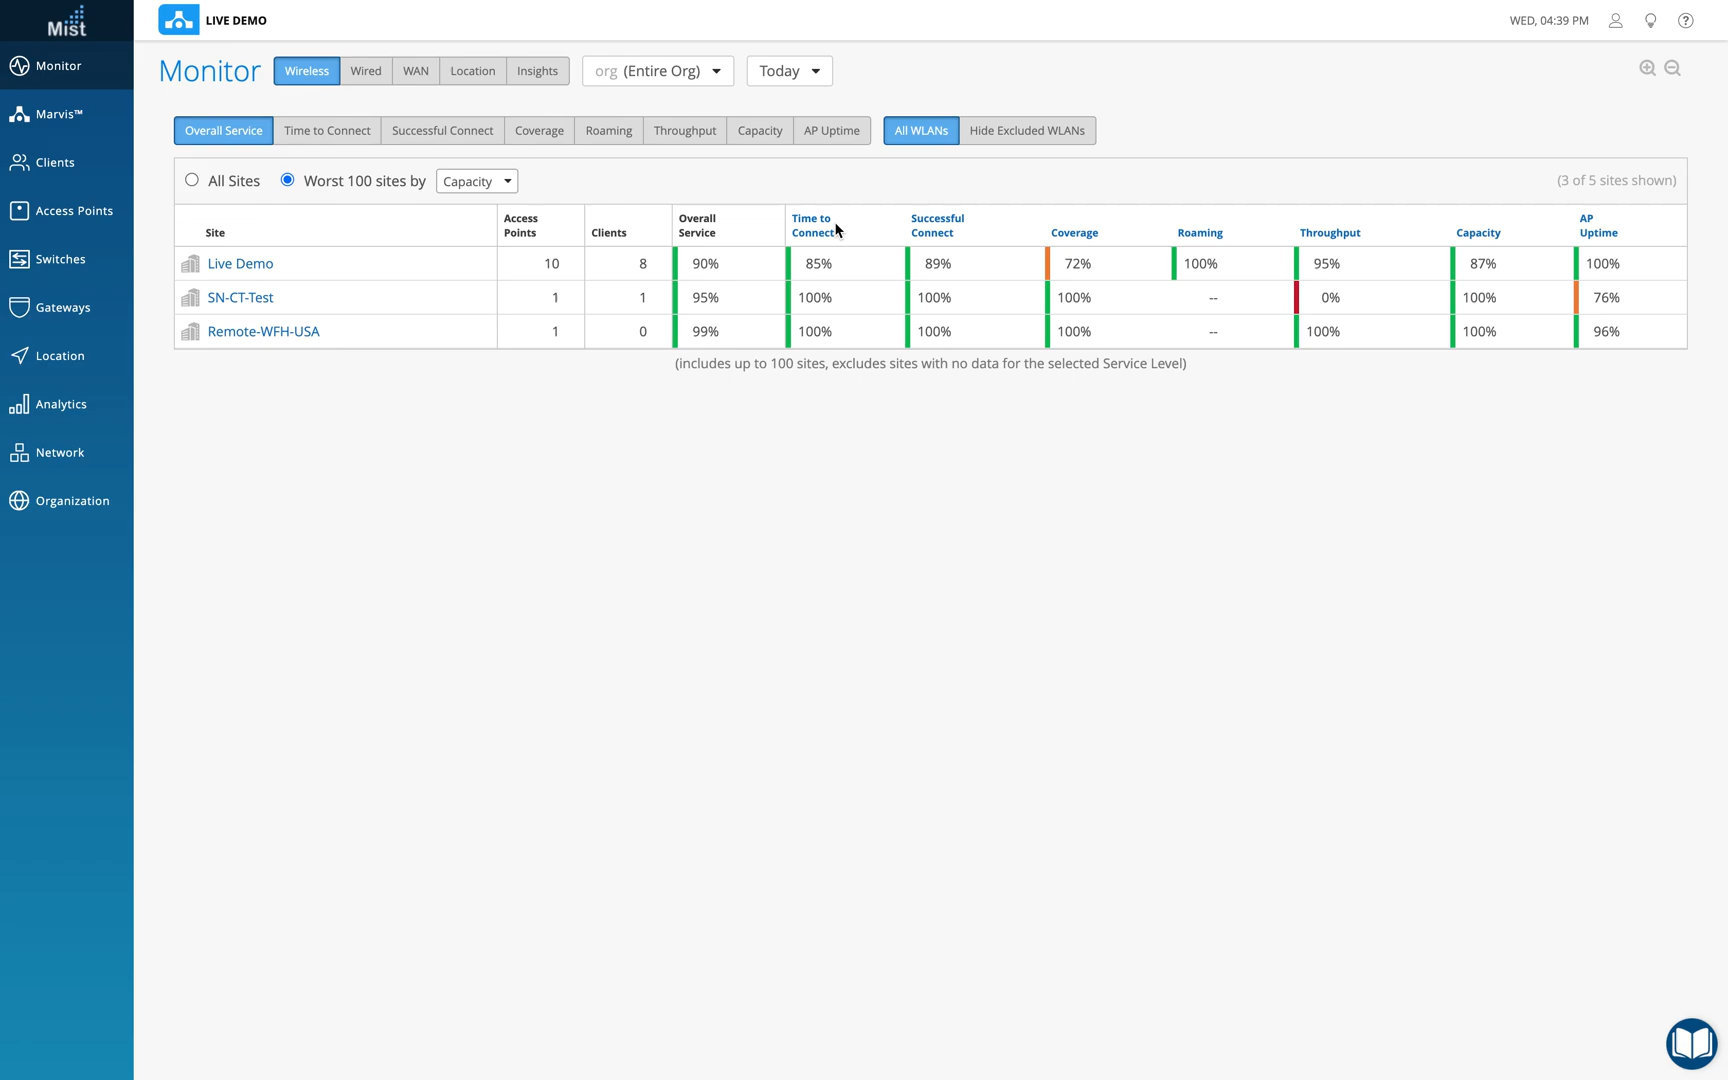 Mist
LIVE DEMO
WED, 04:39 PM
Monitor
Marvis™
Clients
Access Points
Switches
Gateways
Location
Analytics
Network
Organization
Monitor
Wireless Wired WAN Location Insights
org (Entire Org)
Today
Overall Service Time to Connect Successful Connect Coverage Roaming Throughput Capacity AP Uptime
All WLANs Hide Excluded WLANs
All Sites Worst 100 sites by Capacity (3 of 5 sites shown)
Site Access Points Clients Overall Service Time to Connect Successful Connect Coverage Roaming Throughput Capacity AP Uptime
Live Demo 10 8 90% 85% 89% 72% 100% 95% 87% 100%
SN-CT-Test 1 1 95% 100% 100% 100% -- 0% 100% 76%
Remote-WFH-USA 1 0 99% 100% 100% 100% -- 100% 100% 96%
(includes up to 100 sites, excludes sites with no data for the selected Service Level)